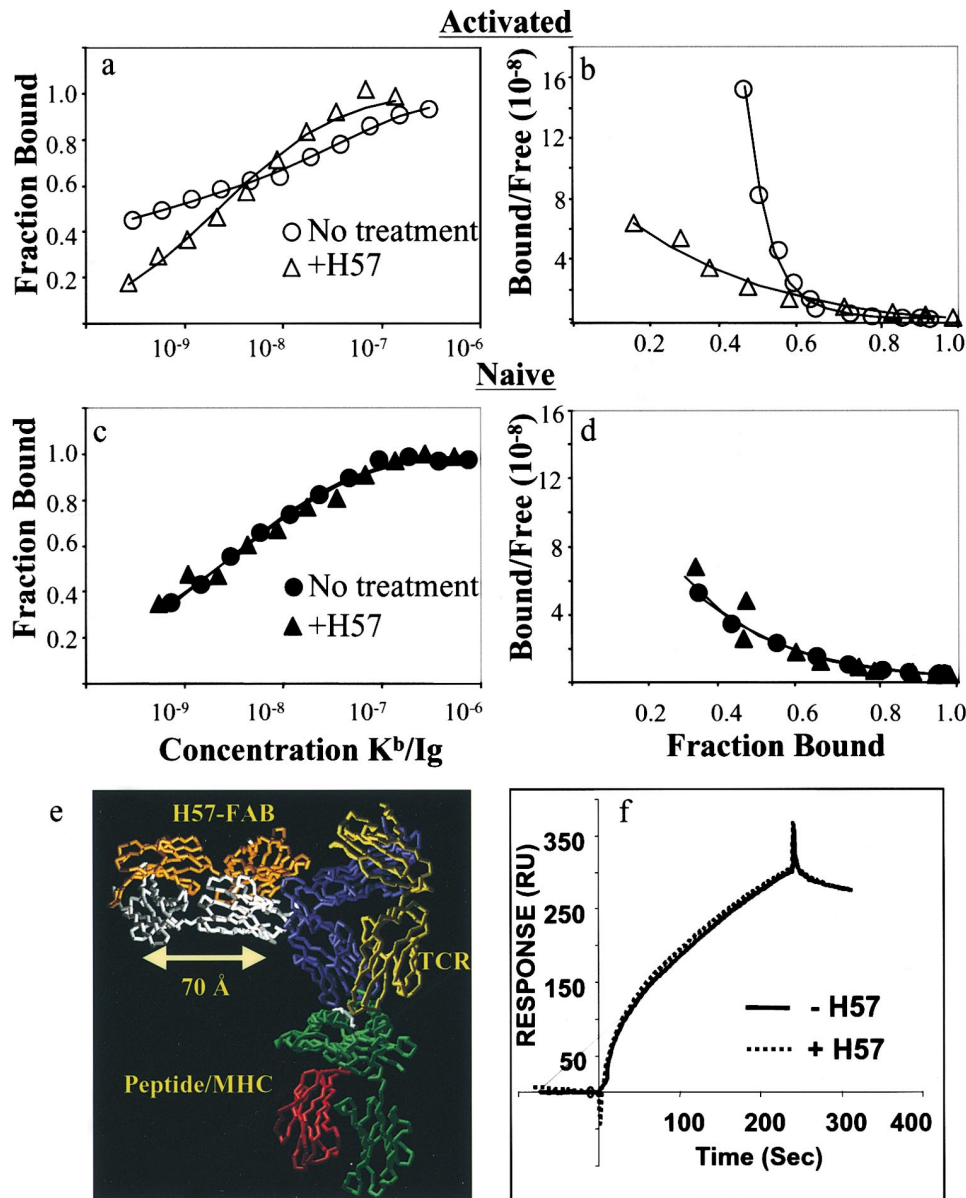 Activated
a
Fraction Bound
1.0
0.8
0.6
0.4
0.2
No treatment
+H57
10⁻⁹ 10⁻⁸ 10⁻⁷ 10⁻⁶
b
Bound/Free (10⁻⁸)
16
12
8
4
0.2 0.4 0.6 0.8 1.0
Naive
c
Fraction Bound
1.0
0.8
0.6
0.4
0.2
No treatment
+H57
10⁻⁹ 10⁻⁸ 10⁻⁷ 10⁻⁶
Concentration Kᵇ/Ig
d
Bound/Free (10⁻⁸)
16
12
8
4
0.2 0.4 0.6 0.8 1.0
Fraction Bound
e
H57-FAB
TCR
70 Å
Peptide/MHC
f
RESPONSE (RU)
350
250
150
50
0
- H57
+ H57
100 200 300 400
Time (Sec)